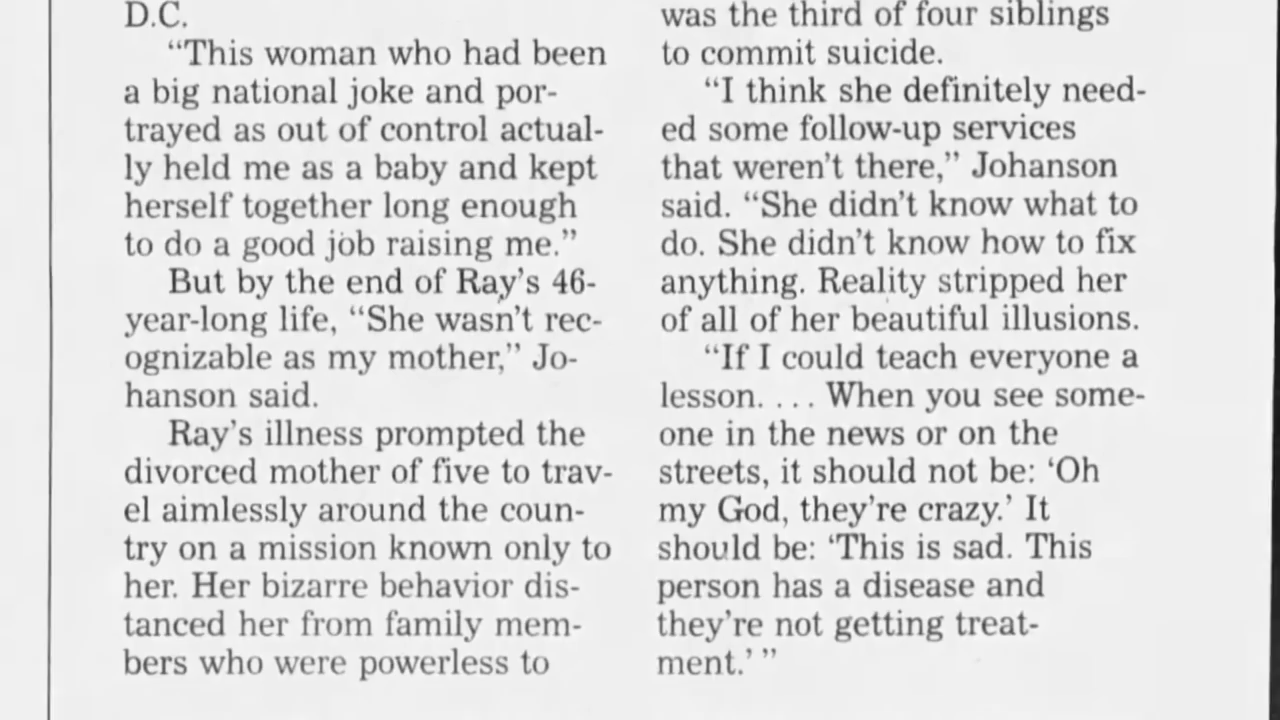 D.C.
“This woman who had been
a big national joke and por-
trayed as out of control actual-
ly held me as a baby and kept
herself together long enough
to do a good job raising me.”
But by the end of Ray’s 46-
year-long life, “She wasn’t rec-
ognizable as my mother,” Jo-
hanson said.
Ray’s illness prompted the
divorced mother of five to trav-
el aimlessly around the coun-
try on a mission known only to
her. Her bizarre behavior dis-
tanced her from family mem-
bers who were powerless to
was the third of four siblings
to commit suicide.
“I think she definitely need-
ed some follow-up services
that weren’t there,” Johanson
said. “She didn’t know what to
do. She didn’t know how to fix
anything. Reality stripped her
of all of her beautiful illusions.
“If I could teach everyone a
lesson. . . . When you see some-
one in the news or on the
streets, it should not be: ‘Oh
my God, they’re crazy.’ It
should be: ‘This is sad. This
person has a disease and
they’re not getting treat-
ment.’ ”